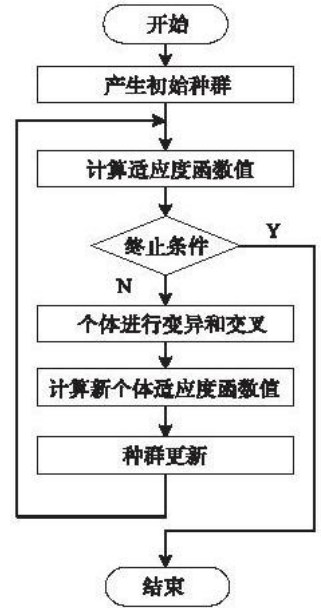 开始
产生初始种群
计算适应度函数值
终止条件
Y
N
个体进行变异和交叉
计算新个体适应度函数值
种群更新
结束